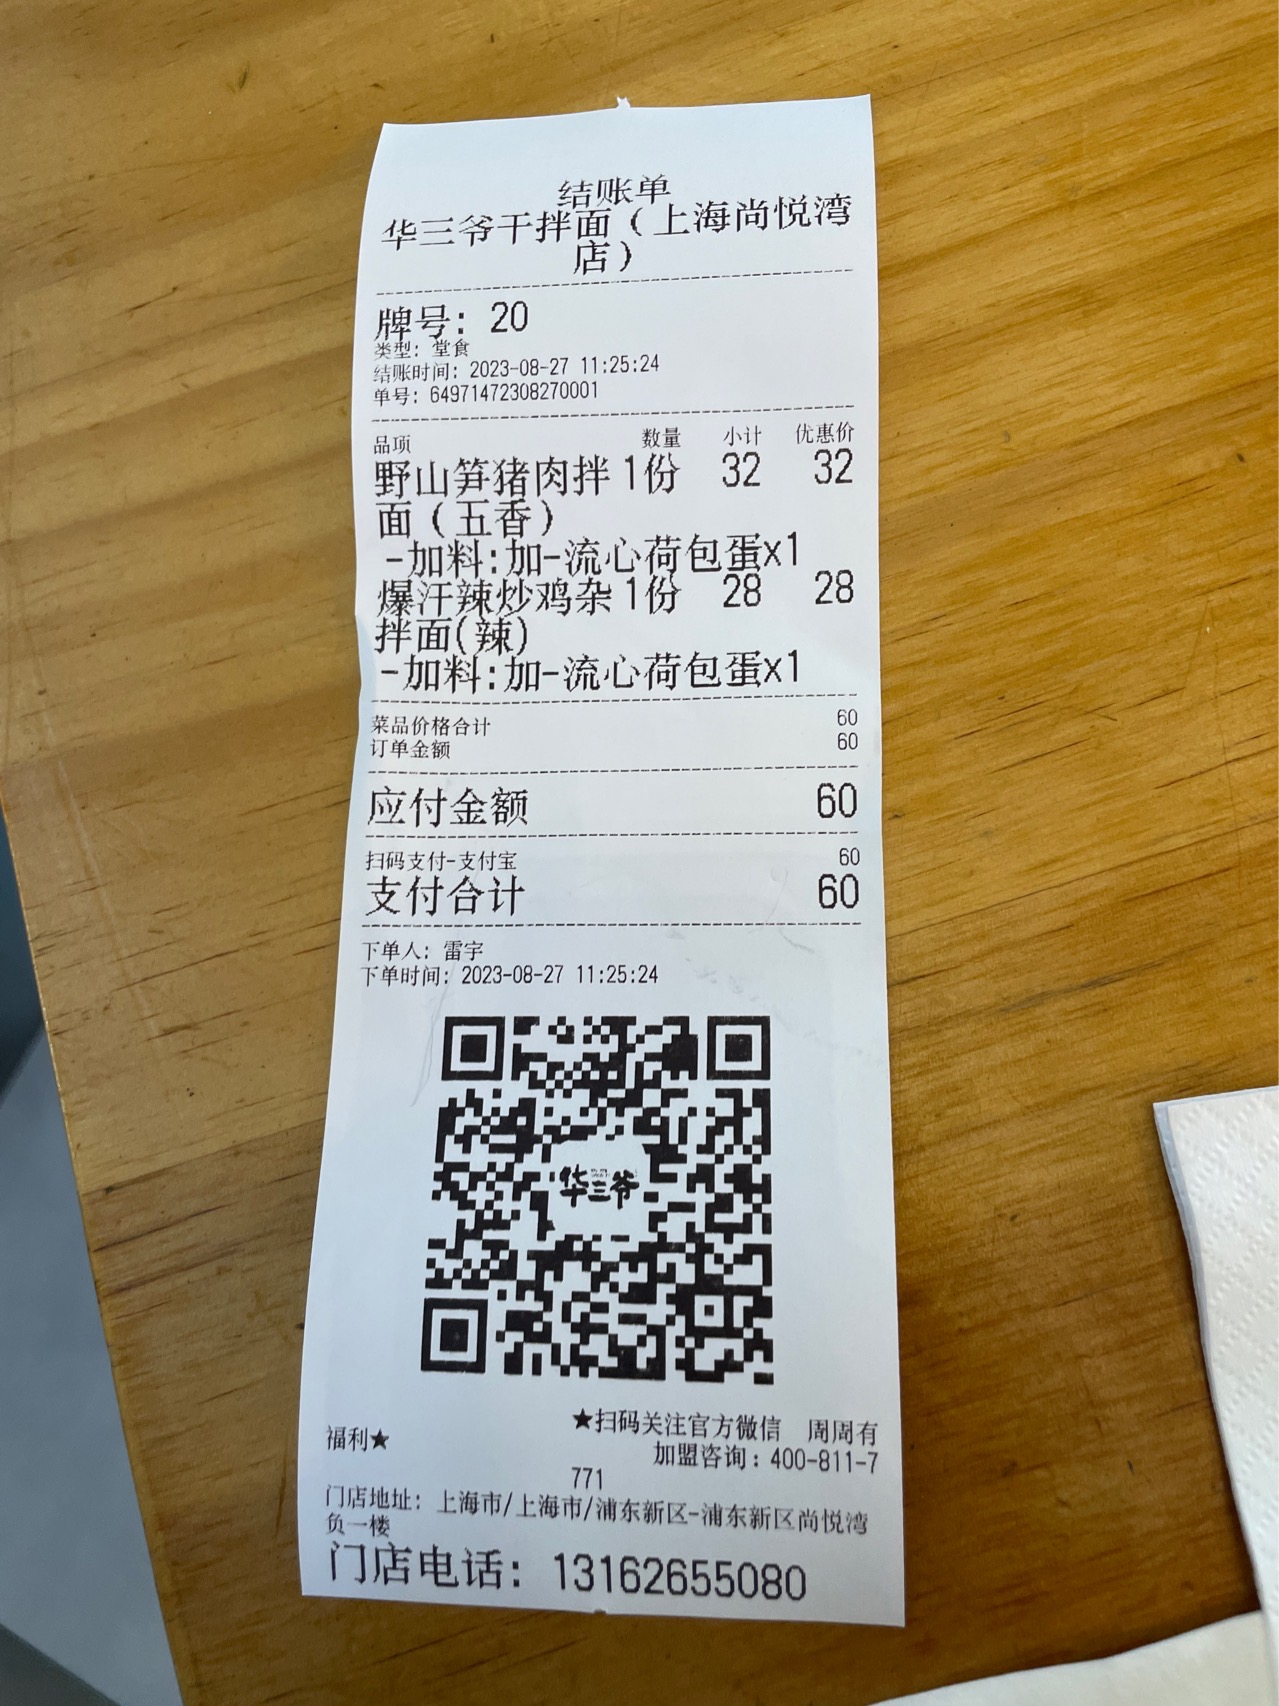 结账单
华三爷干拌面（上海尚悦湾
店）
牌号: 20
类型: 堂食
结账时间: 2023-08-27 11:25:24
单号: 64971472308270001
品项 数量 小计 优惠价
野山笋猪肉拌 1份 32 32
面（五香）
-加料:加-流心荷包蛋x1
爆汗辣炒鸡杂 1份 28 28
拌面(辣)
-加料:加-流心荷包蛋x1
菜品价格合计 60
订单金额 60
应付金额 60
扫码支付-支付宝 60
支付合计 60
下单人: 雷宇
下单时间: 2023-08-27 11:25:24
华三爷
★扫码关注官方微信 周周有
福利★
加盟咨询: 400-811-7
771
门店地址: 上海市/上海市/浦东新区-浦东新区尚悦湾
负一楼
门店电话: 13162655080